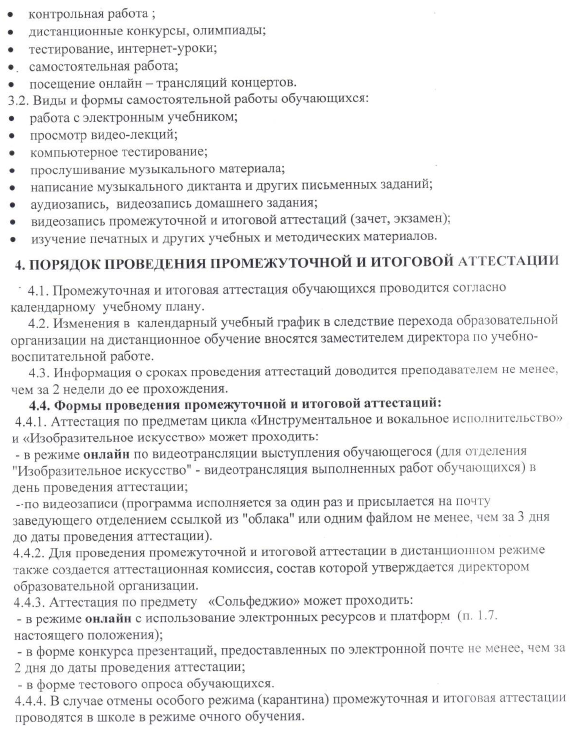 • контрольная работа ;
• дистанционные конкурсы, олимпиады;
• тестирование, интернет-уроки;
• самостоятельная работа;
• посещение онлайн – трансляций концертов.
3.2. Виды и формы самостоятельной работы обучающихся:
• работа с электронным учебником;
• просмотр видео-лекций;
• компьютерное тестирование;
• прослушивание музыкального материала;
• написание музыкального диктанта и других письменных заданий;
• аудиозапись, видеозапись домашнего задания;
• видеозапись промежуточной и итоговой аттестаций (зачет, экзамен);
• изучение печатных и других учебных и методических материалов.
4. ПОРЯДОК ПРОВЕДЕНИЯ ПРОМЕЖУТОЧНОЙ И ИТОГОВОЙ АТТЕСТАЦИИ
4.1. Промежуточная и итоговая аттестация обучающихся проводится согласно
календарному учебному плану.
4.2. Изменения в календарный учебный график в следствие перехода образовательной
организации на дистанционное обучение вносятся заместителем директора по учебно-
воспитательной работе.
4.3. Информация о сроках проведения аттестаций доводится преподавателем не менее,
чем за 2 недели до ее прохождения.
4.4. Формы проведения промежуточной и итоговой аттестаций:
4.4.1. Аттестация по предметам цикла «Инструментальное и вокальное исполнительство»
и «Изобразительное искусство» может проходить:
- в режиме онлайн по видеотрансляции выступления обучающегося (для отделения
"Изобразительное искусство" - видеотрансляция выполненных работ обучающихся) в
день проведения аттестации;
- по видеозаписи (программа исполняется за один раз и присылается на почту
заведующего отделением ссылкой из "облака" или одним файлом не менее, чем за 3 дня
до даты проведения аттестации).
4.4.2. Для проведения промежуточной и итоговой аттестации в дистанционном режиме
также создается аттестационная комиссия, состав которой утверждается директором
образовательной организации.
4.4.3. Аттестация по предмету «Сольфеджио» может проходить:
- в режиме онлайн с использование электронных ресурсов и платформ (п. 1.7.
настоящего положения);
- в форме конкурса презентаций, предоставленных по электронной почте не менее, чем за
2 дня до даты проведения аттестации;
- в форме тестового опроса обучающихся.
4.4.4. В случае отмены особого режима (карантина) промежуточная и итоговая аттестации
проводятся в школе в режиме очного обучения.